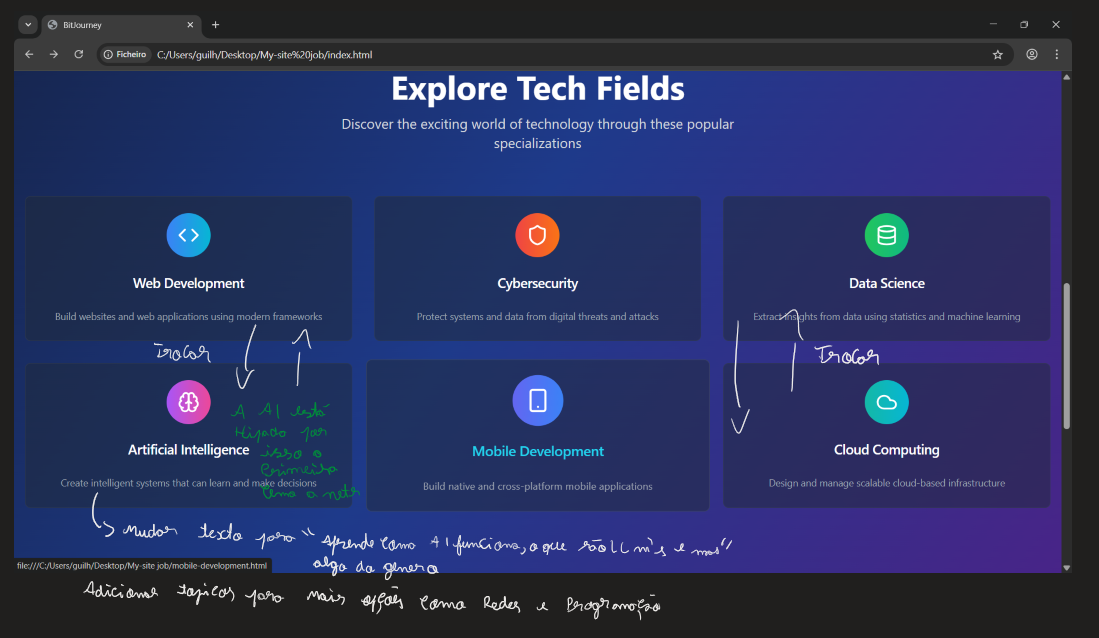 BitJourney
Ficheiro C:/Users/guilh/Desktop/My-site%20job/index.html
Explore Tech Fields
Discover the exciting world of technology through these popular
specializations
Web Development
Build websites and web applications using modern frameworks
Cybersecurity
Protect systems and data from digital threats and attacks
Data Science
Extract insights from data using statistics and machine learning
Trocar
Trocar
Artificial Intelligence
Create intelligent systems that can learn and make decisions
A AI está
por
isso o
Mobile Development
Build native and cross-platform mobile applications
Cloud Computing
Design and manage scalable cloud-based infrastructure
Mudar texto para " Aprende como AI funciona, o que são LLM's e mais"
algo do genero
file:///C:/Users/guilh/Desktop/My-site job/mobile-development.html
Adicionar topicos para mais opções como Redes e Programação